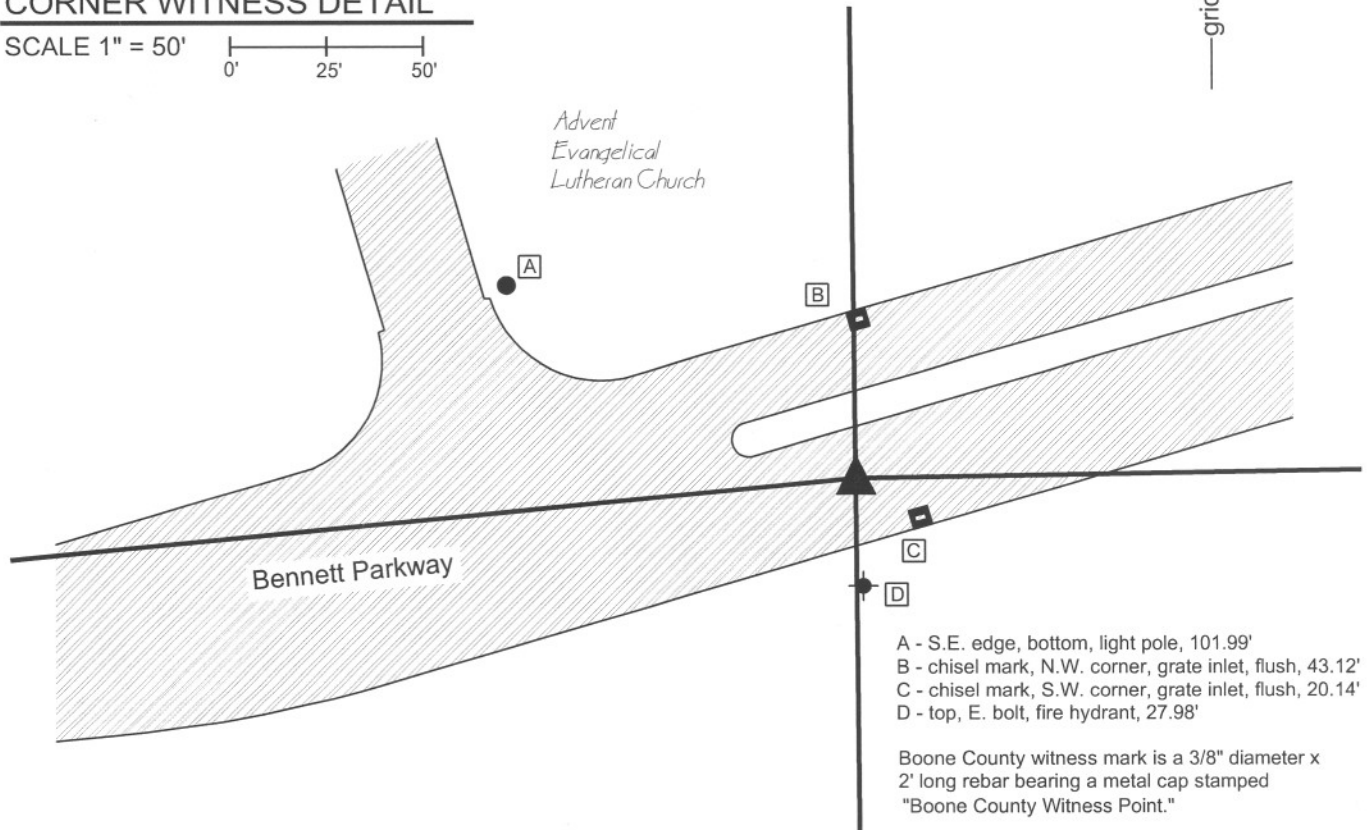 CORNER WITNESS DETAIL
SCALE 1" = 50'
0' 25' 50'
Advent
Evangelical
Lutheran Church
A
B
C
D
Bennett Parkway
A - S.E. edge, bottom, light pole, 101.99'
B - chisel mark, N.W. corner, grate inlet, flush, 43.12'
C - chisel mark, S.W. corner, grate inlet, flush, 20.14'
D - top, E. bolt, fire hydrant, 27.98'
Boone County witness mark is a 3/8" diameter x
2' long rebar bearing a metal cap stamped
"Boone County Witness Point."